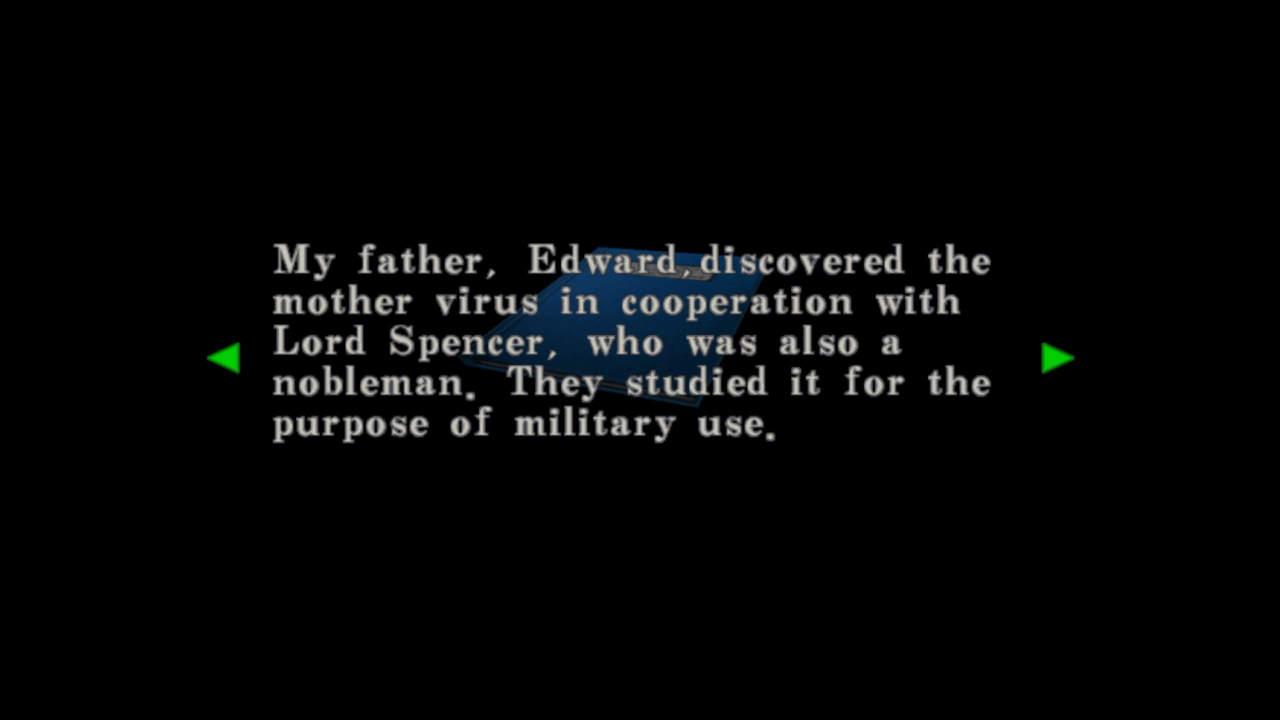 My father, Edward, discovered the
mother virus in cooperation with
Lord Spencer, who was also a
nobleman. They studied it for the
purpose of military use.